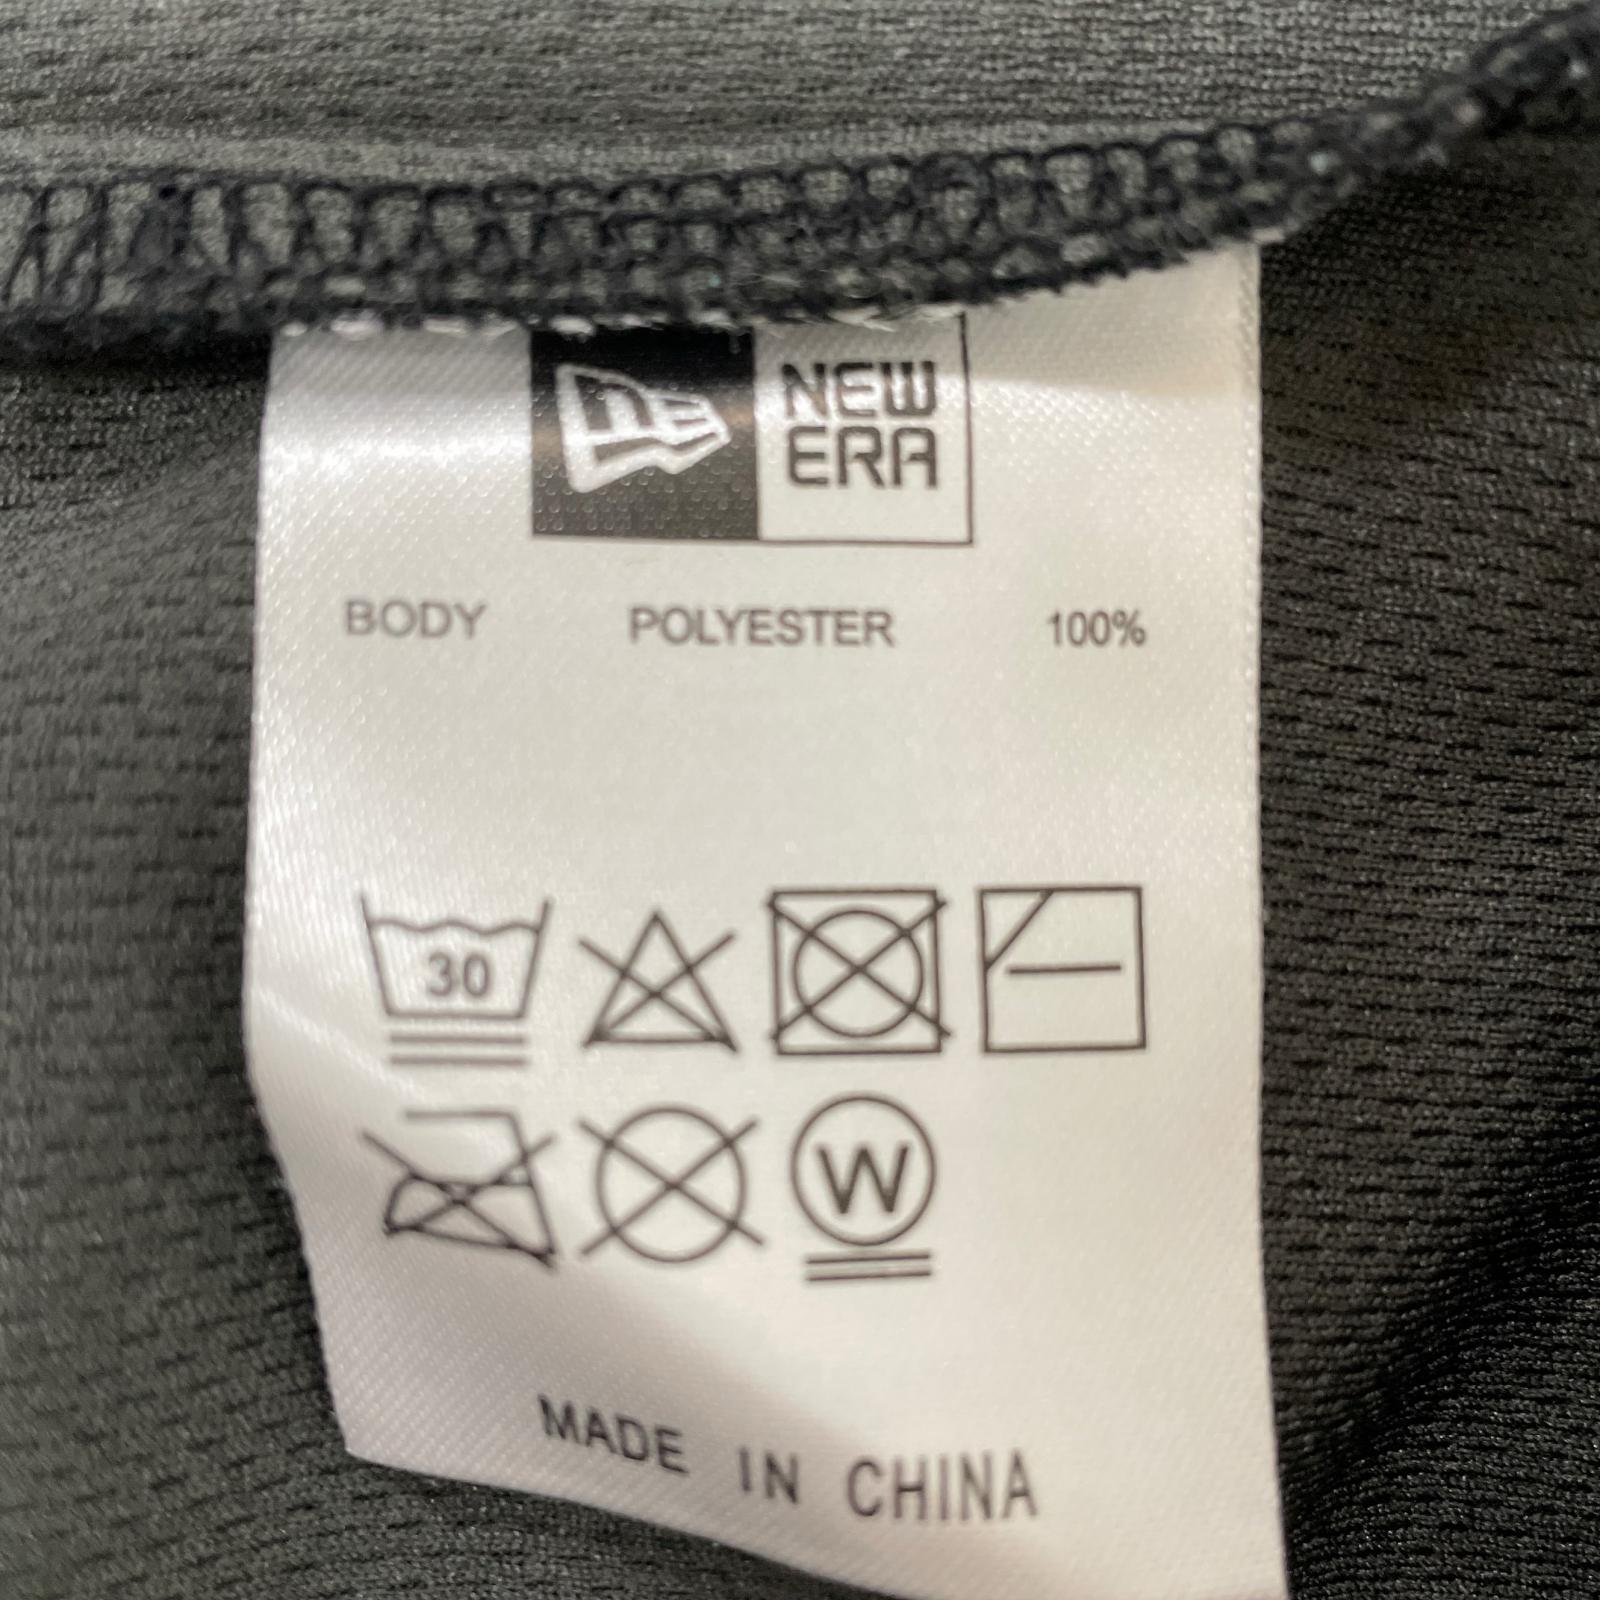 NEW
ERA
BODY POLYESTER 100%
30
W
MADE IN CHINA